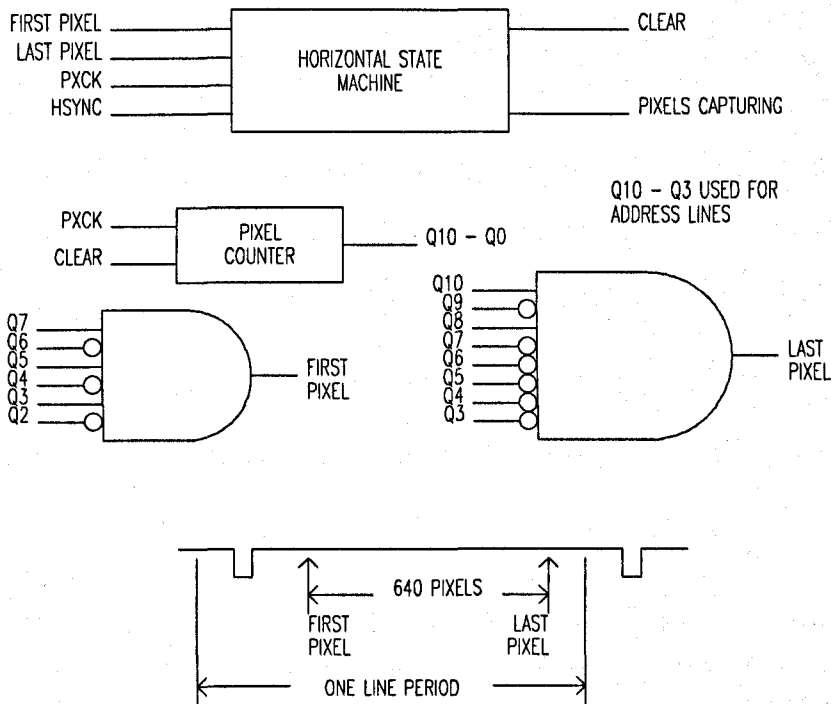 FIRST PIXEL
LAST PIXEL
PXCK
HSYNC
HORIZONTAL STATE
MACHINE
CLEAR
PIXELS CAPTURING
PXCK
CLEAR
PIXEL
COUNTER
Q10 - Q0
Q10 - Q3 USED FOR
ADDRESS LINES
Q7
Q6
Q5
Q4
Q3
Q2
FIRST
PIXEL
Q10
Q9
Q8
Q7
Q6
Q5
Q4
Q3
LAST
PIXEL
640 PIXELS
FIRST
PIXEL
LAST
PIXEL
ONE LINE PERIOD